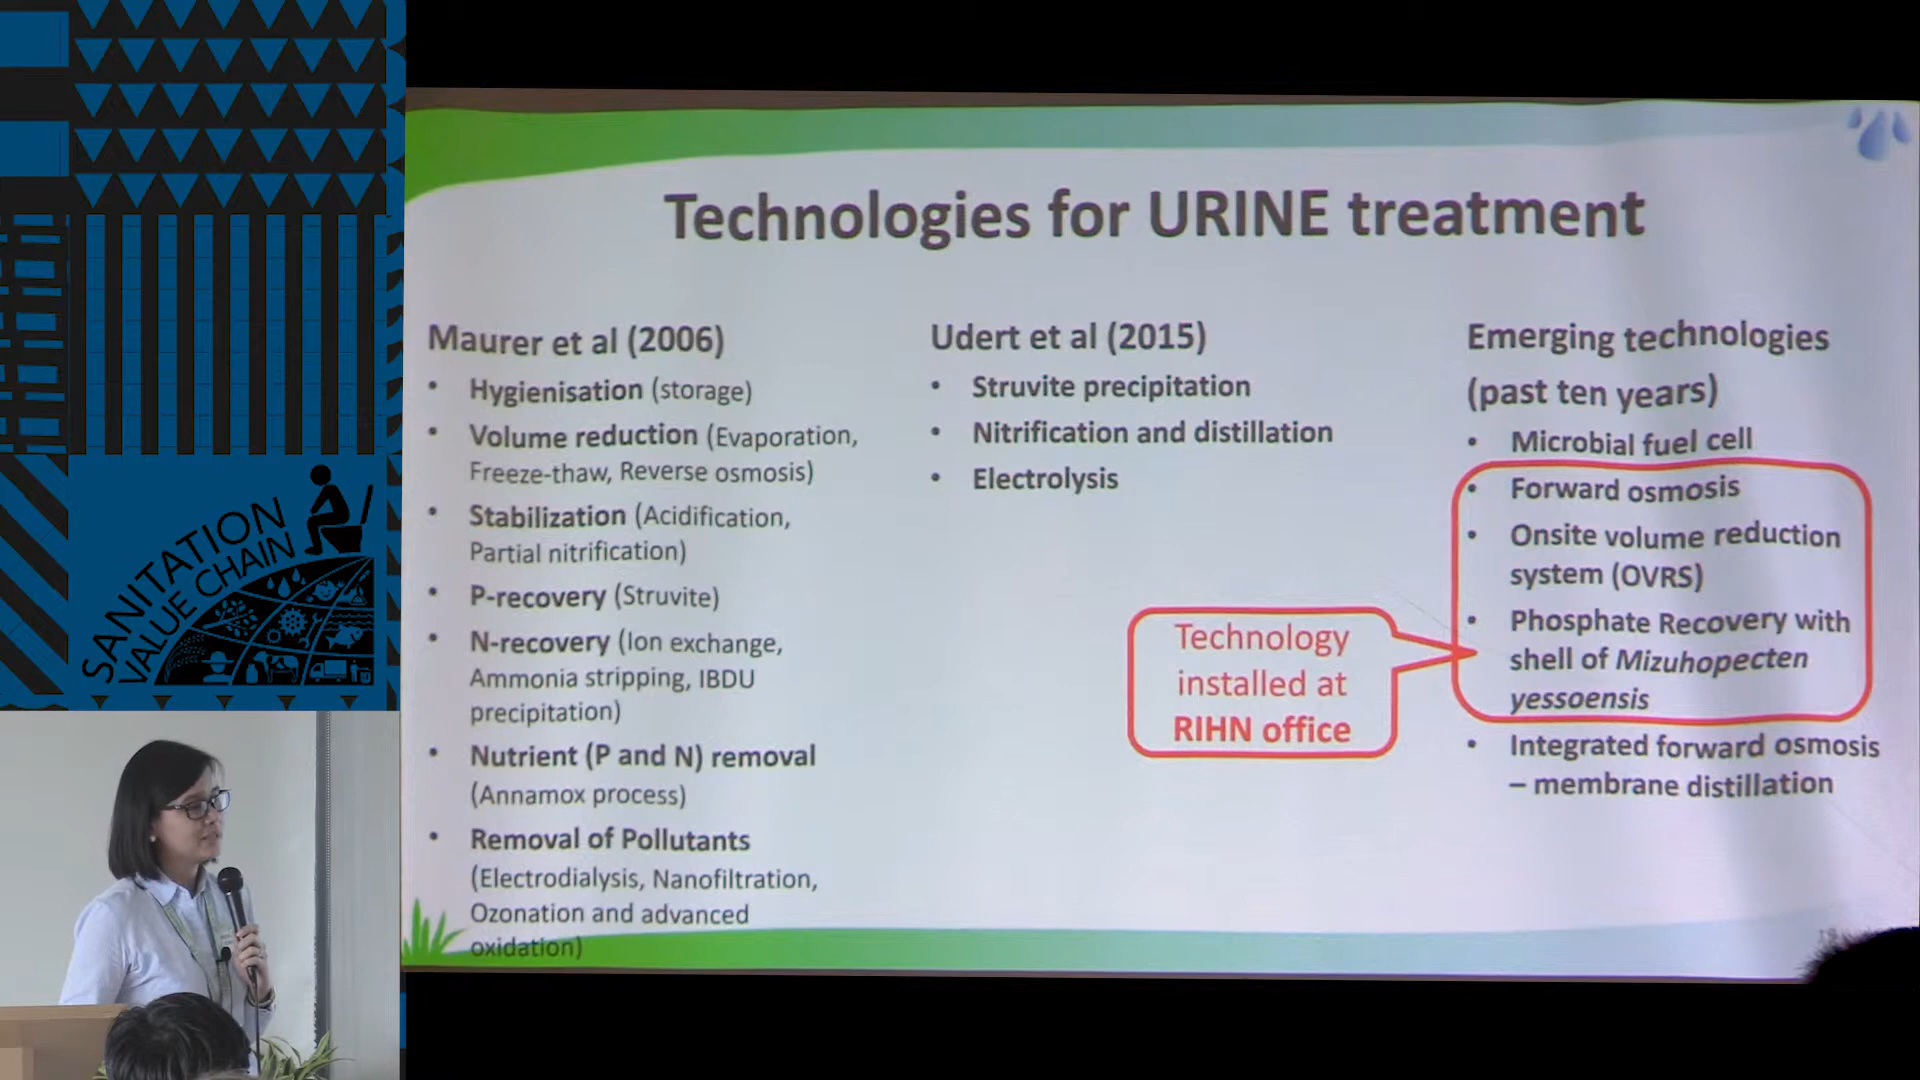 SANITATION
VALUE CHAIN
Technologies for URINE treatment
Maurer et al (2006)
• Hygienisation (storage)
• Volume reduction (Evaporation,
Freeze-thaw, Reverse osmosis)
• Stabilization (Acidification,
Partial nitrification)
• P-recovery (Struvite)
• N-recovery (Ion exchange,
Ammonia stripping, IBDU
precipitation)
• Nutrient (P and N) removal
(Annamox process)
• Removal of Pollutants
(Electrodialysis, Nanofiltration,
Ozonation and advanced
oxidation)
Udert et al (2015)
• Struvite precipitation
• Nitrification and distillation
• Electrolysis
Technology
installed at
RIHN office
Emerging technologies
(past ten years)
• Microbial fuel cell
• Forward osmosis
• Onsite volume reduction
system (OVRS)
• Phosphate Recovery with
shell of Mizuhopecten
yessoensis
• Integrated forward osmosis
– membrane distillation